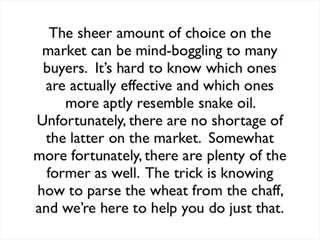 The sheer amount of choice on the
market can be mind-boggling to many
buyers.  It's hard to know which ones
are actually effective and which ones
more aptly resemble snake oil.
Unfortunately, there are no shortage of
the latter on the market.  Somewhat
more fortunately, there are plenty of the
former as well.  The trick is knowing
how to parse the wheat from the chaff,
and we're here to help you do just that.